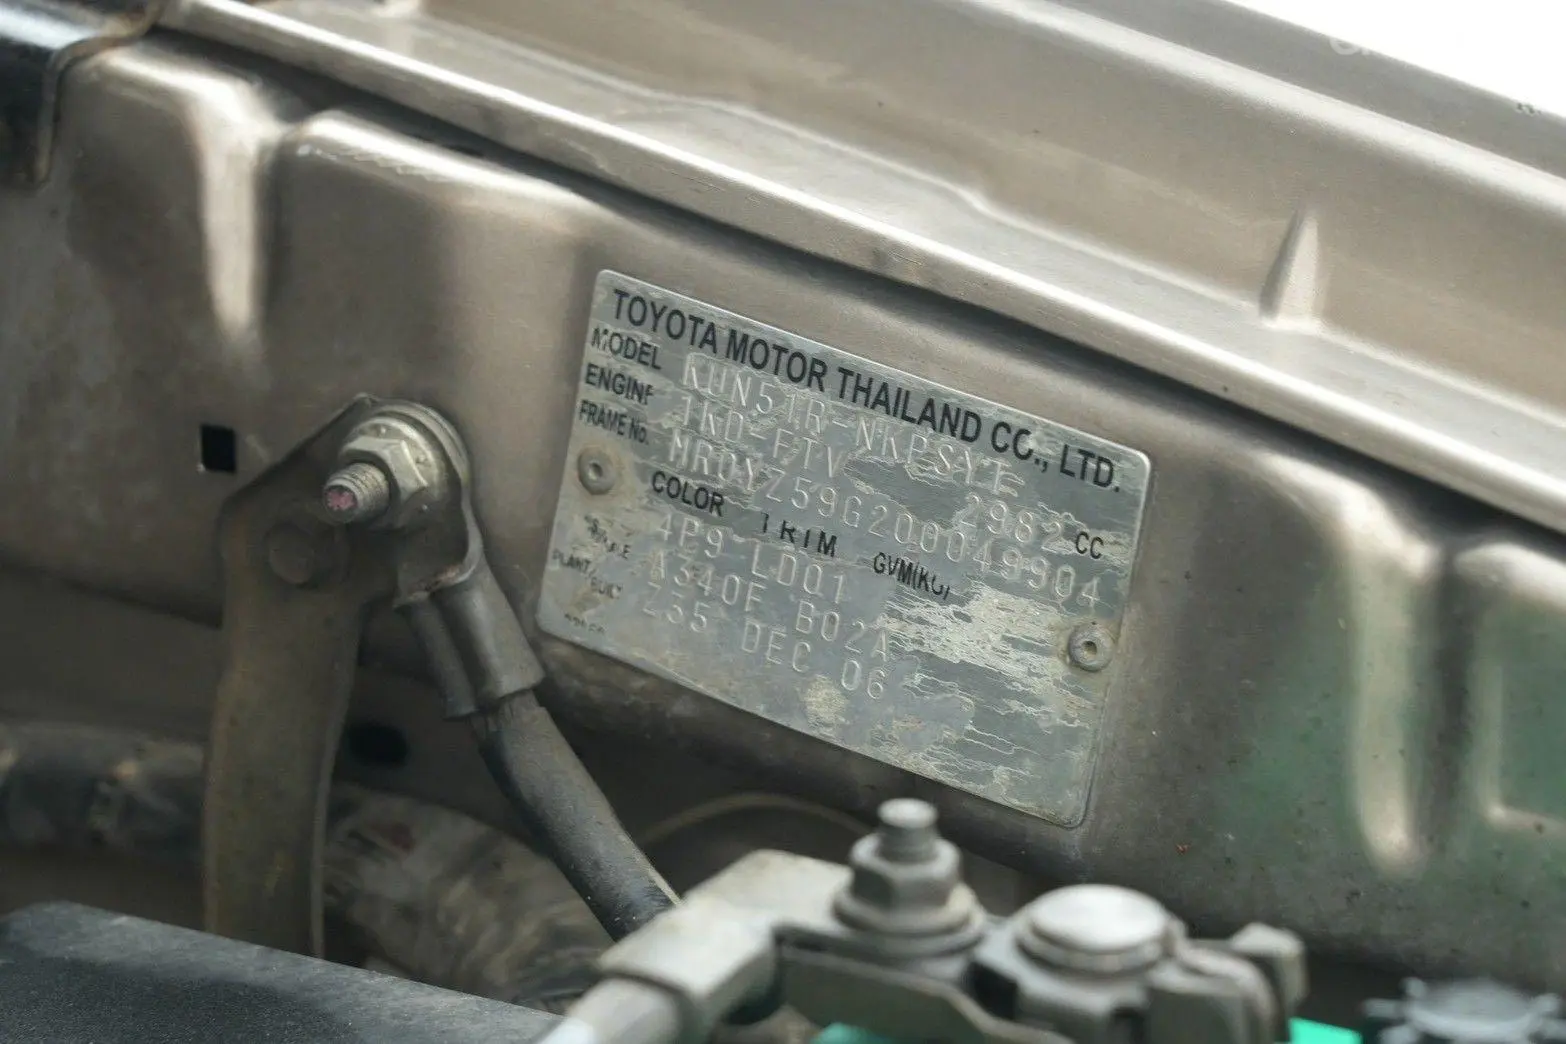 TOYOTA MOTOR THAILAND CO., LTD.
MODEL KUN51R-NKPSYT
ENGINE 1KD-FTV 2982 CC
FRAME No. MR0YZ59G200049904
COLOR TRIM GVM(KG)
4P9 LD01
A340F B02A
PLANT/
Z35 DEC 06